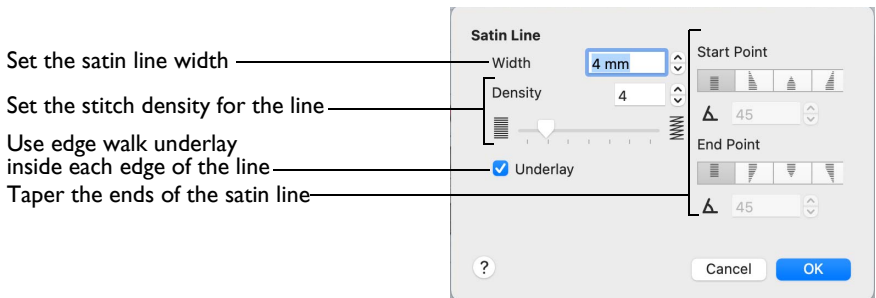 Satin Line
Set the satin line width
Width
4 mm
Start Point
Set the stitch density for the line
Density
4
45
Use edge walk underlay
inside each edge of the line
Underlay
End Point
Taper the ends of the satin line
45
?
Cancel
OK